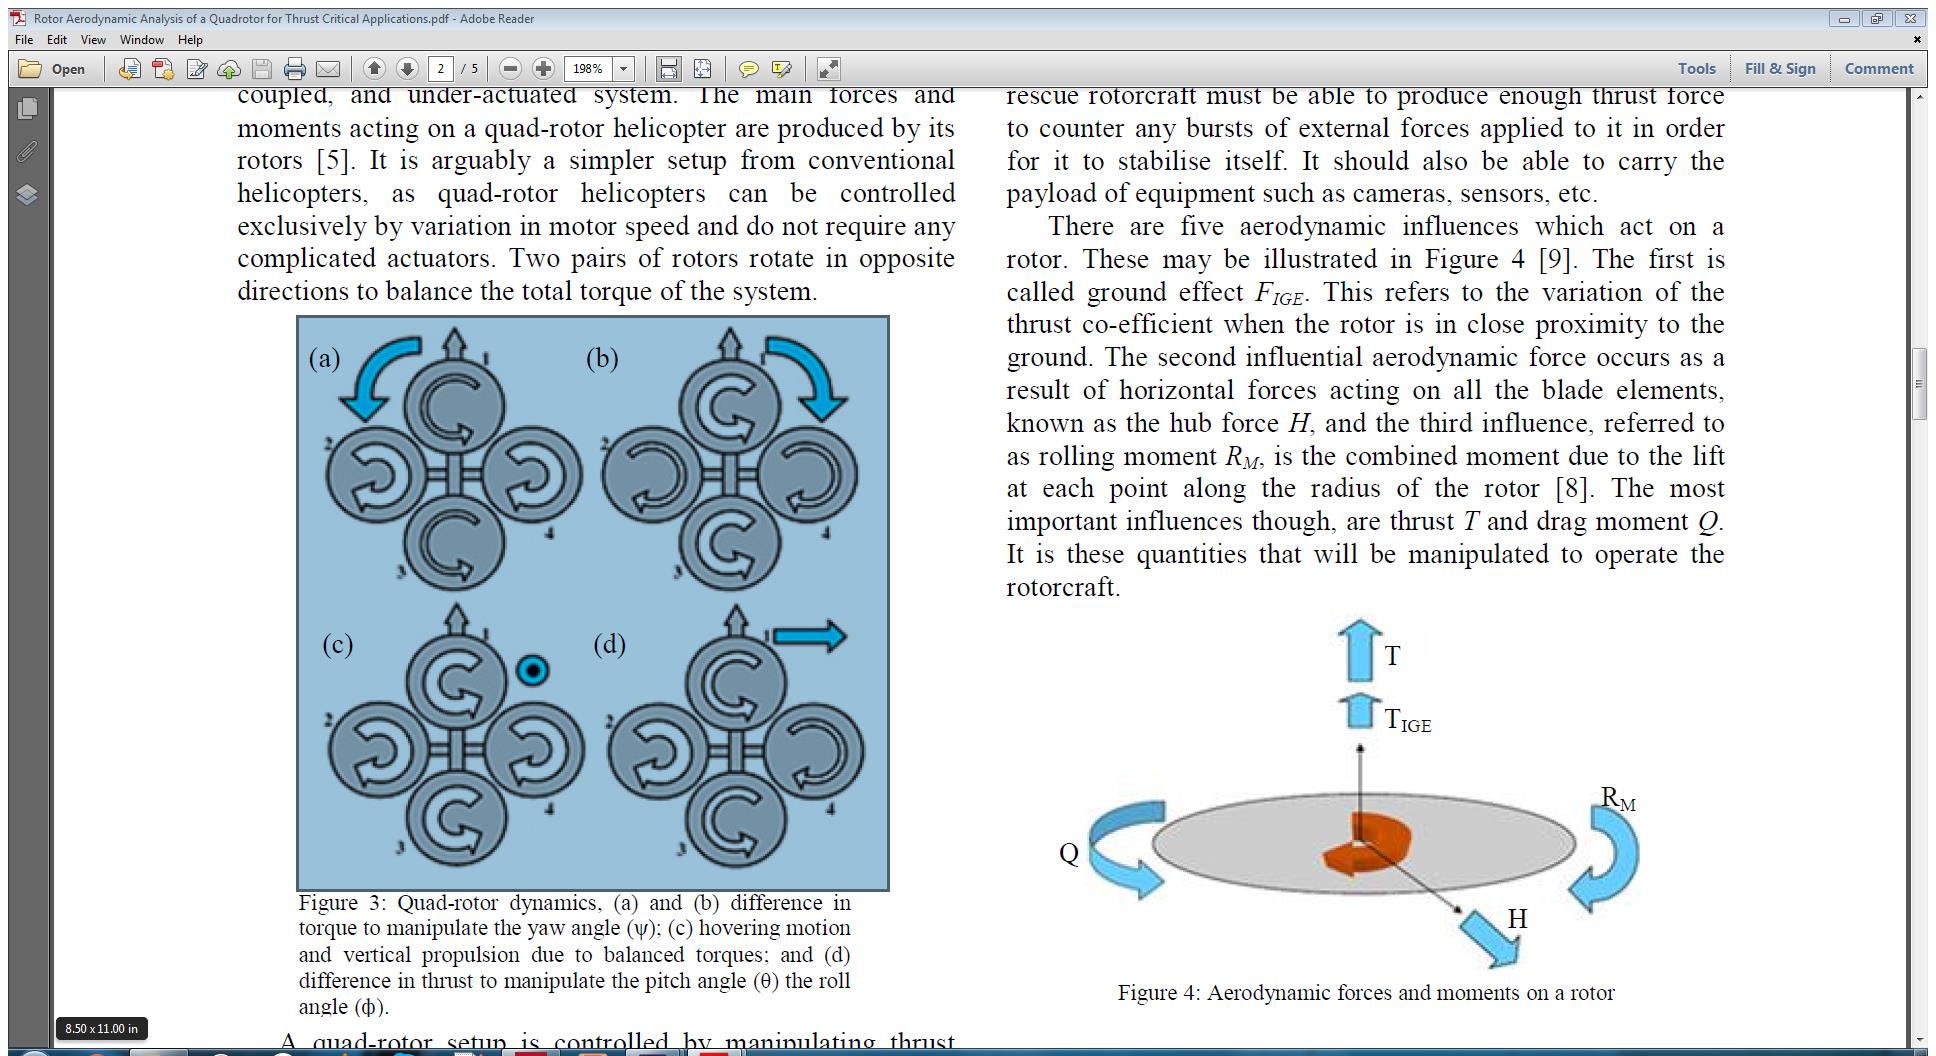 Rotor Aerodynamic Analysis of a Quadrotor for Thrust Critical Applications.pdf - Adobe Reader
File Edit View Window Help
Open 2 / 5 198% Tools Fill & Sign Comment
coupled, and under-actuated system. The main forces and
moments acting on a quad-rotor helicopter are produced by its
rotors [5]. It is arguably a simpler setup from conventional
helicopters, as quad-rotor helicopters can be controlled
exclusively by variation in motor speed and do not require any
complicated actuators. Two pairs of rotors rotate in opposite
directions to balance the total torque of the system.
(a) 1
2
3
4
(b) 1
2
3
4
(c) 1
2
3
4
(d) 1
2
3
4
Figure 3: Quad-rotor dynamics, (a) and (b) difference in
torque to manipulate the yaw angle (ψ); (c) hovering motion
and vertical propulsion due to balanced torques; and (d)
difference in thrust to manipulate the pitch angle (θ) the roll
angle (ϕ).
A quad-rotor setup is controlled by manipulating thrust
rescue rotorcraft must be able to produce enough thrust force
to counter any bursts of external forces applied to it in order
for it to stabilise itself. It should also be able to carry the
payload of equipment such as cameras, sensors, etc.
There are five aerodynamic influences which act on a
rotor. These may be illustrated in Figure 4 [9]. The first is
called ground effect F_IGE. This refers to the variation of the
thrust co-efficient when the rotor is in close proximity to the
ground. The second influential aerodynamic force occurs as a
result of horizontal forces acting on all the blade elements,
known as the hub force H, and the third influence, referred to
as rolling moment R_M, is the combined moment due to the lift
at each point along the radius of the rotor [8]. The most
important influences though, are thrust T and drag moment Q.
It is these quantities that will be manipulated to operate the
rotorcraft.
T
T_IGE
R_M
Q
H
Figure 4: Aerodynamic forces and moments on a rotor
8.50 x 11.00 in